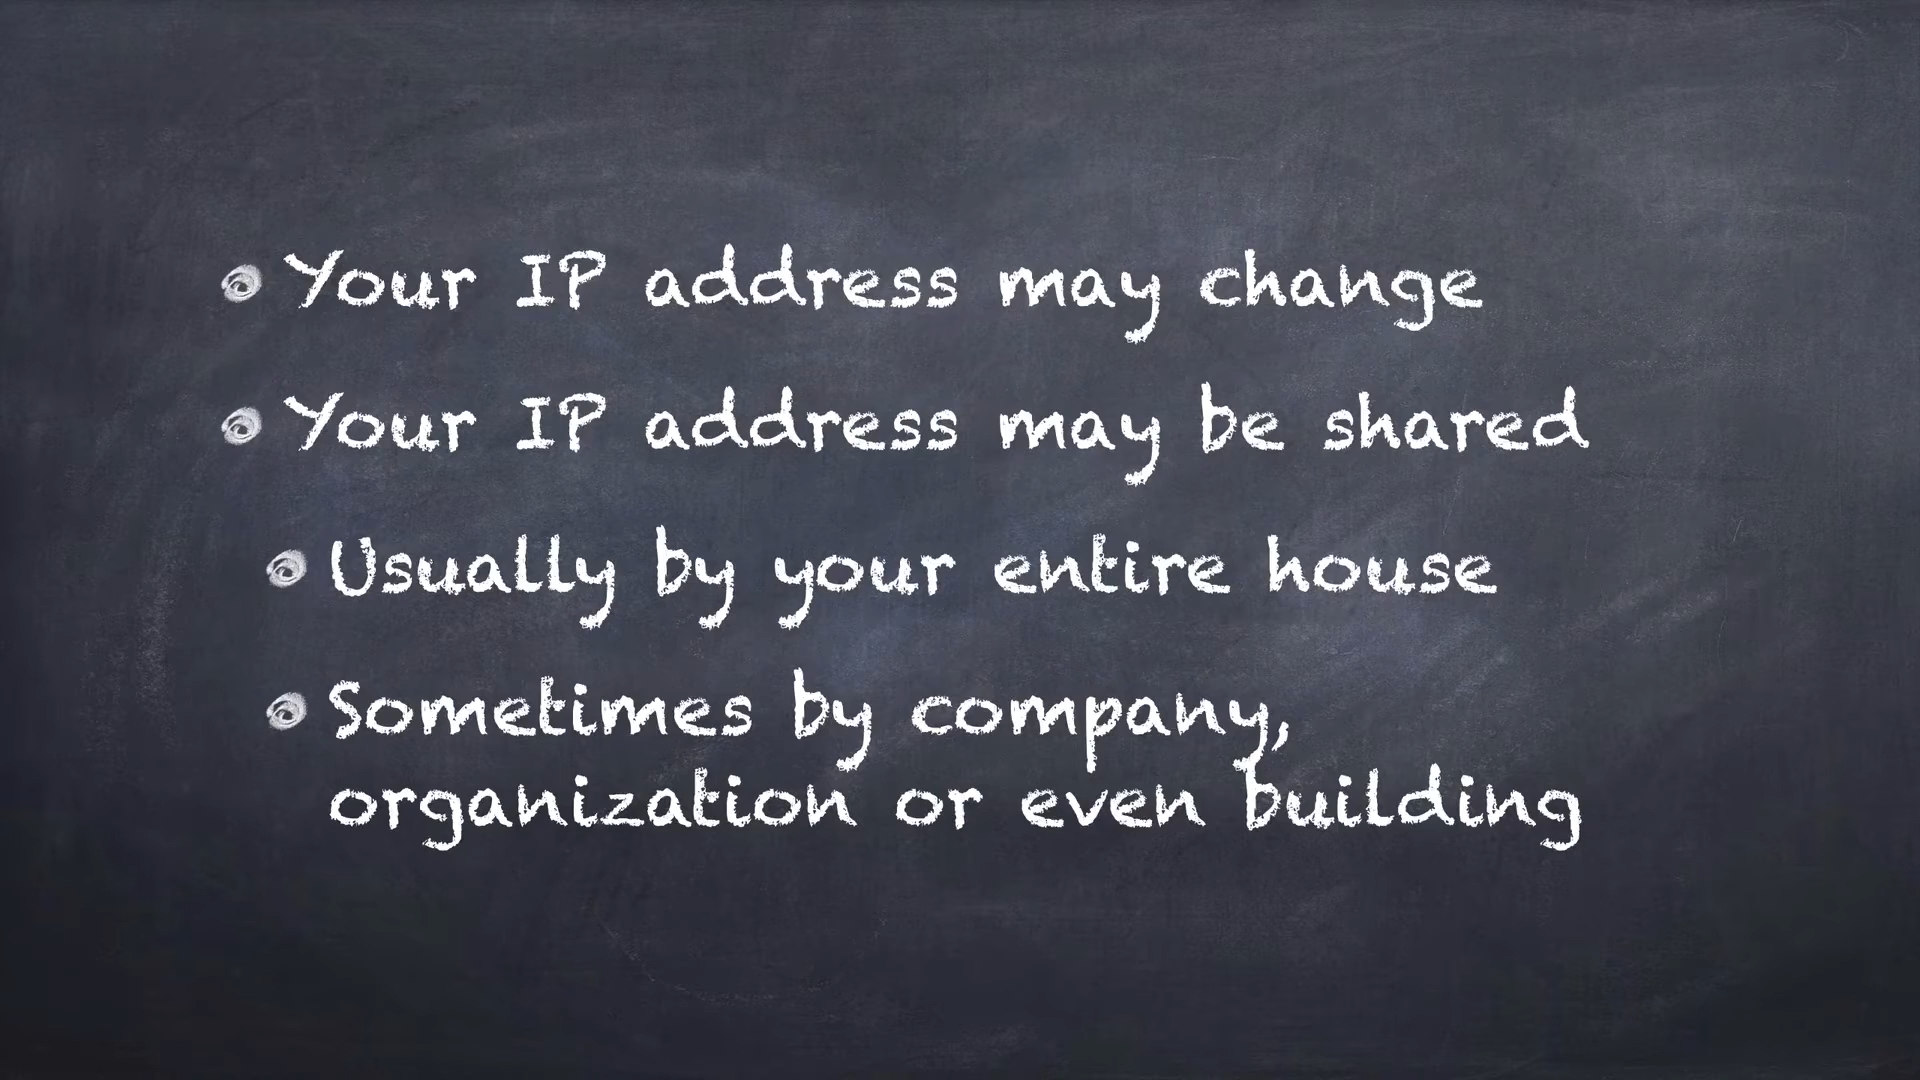 Your IP address may change
Your IP address may be shared
Usually by your entire house
Sometimes by company,
organization or even building